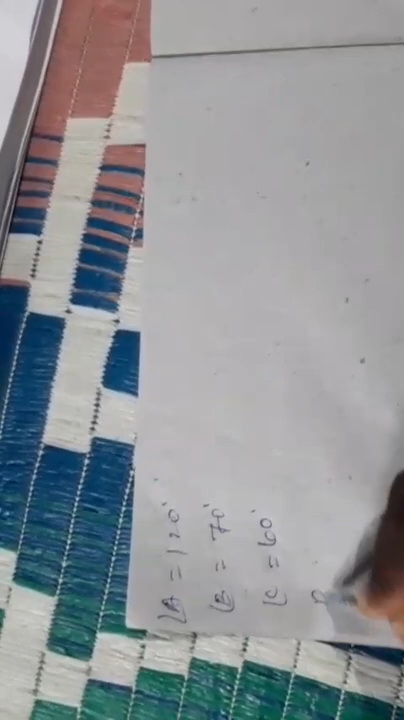 ∠A = 120°
∠B = 70°
∠C = 60°